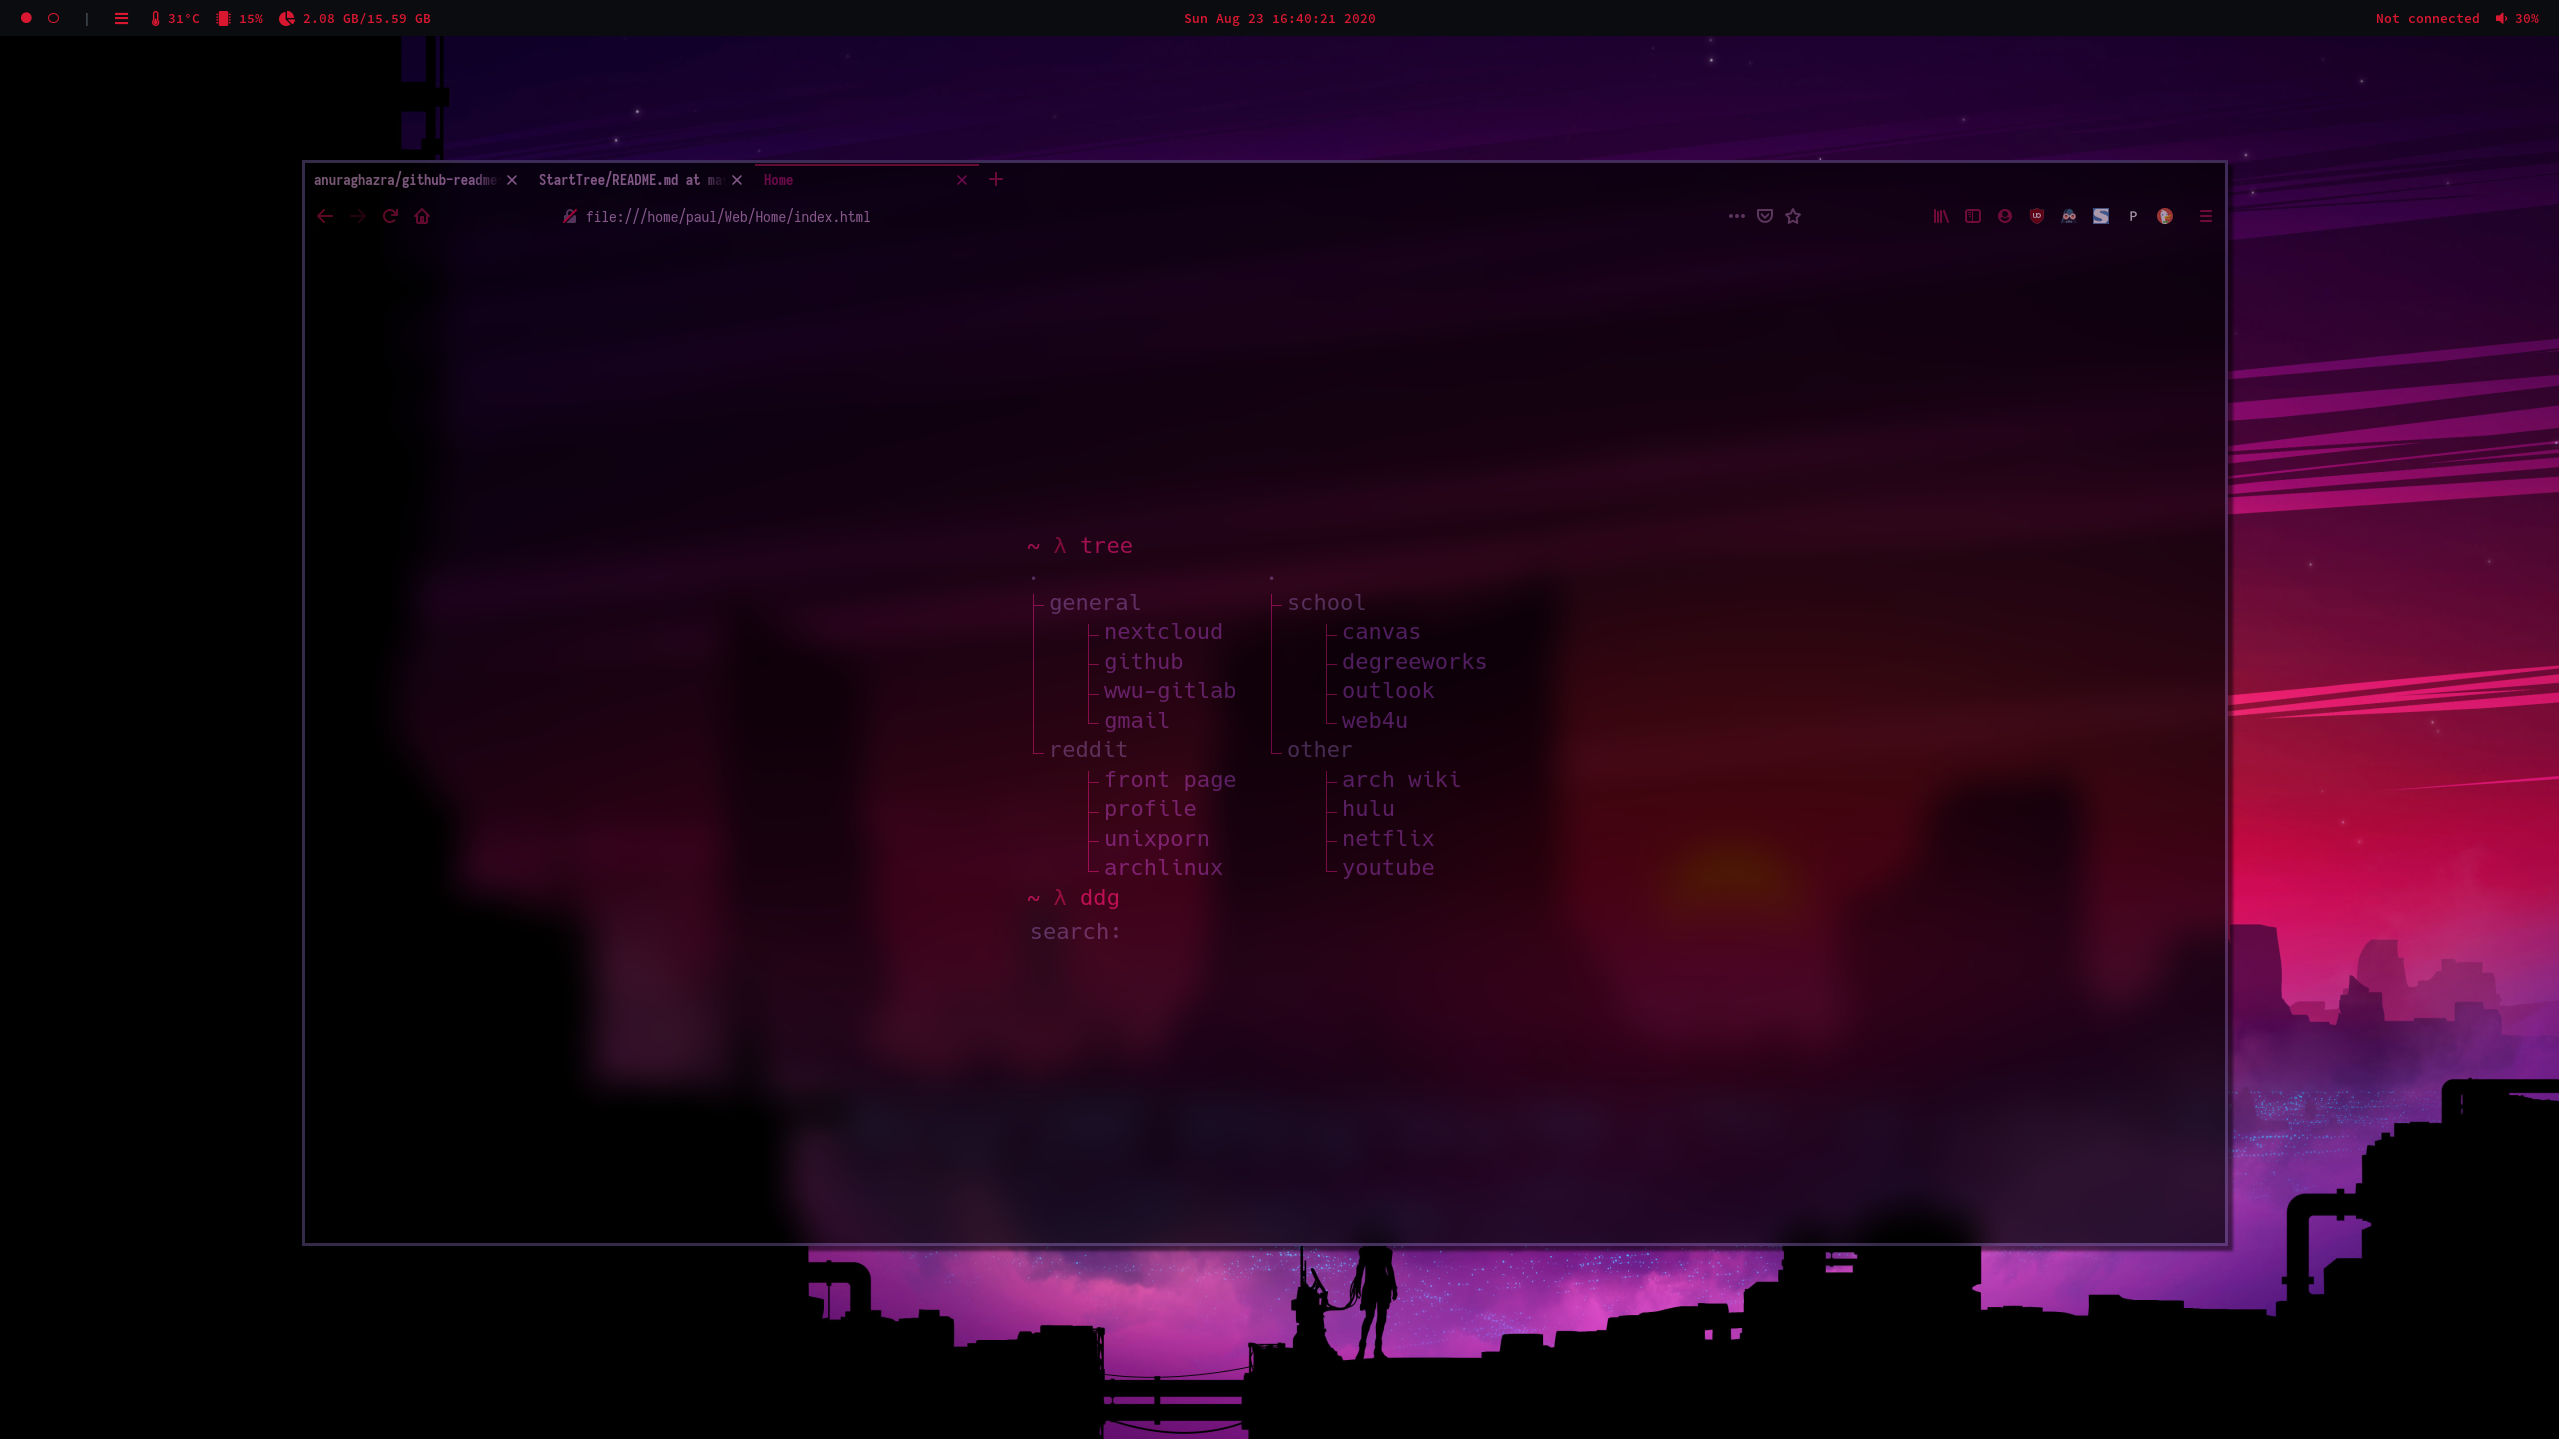 31°C 15% 2.08 GB/15.59 GB Sun Aug 23 16:40:21 2020 Not connected 30%
anuraghazra/github-readme StartTree/README.md at ma Home
file:///home/paul/Web/Home/index.html P
~ λ tree
. .
general school
nextcloud canvas
github degreeworks
wwu-gitlab outlook
gmail web4u
reddit other
front page arch wiki
profile hulu
unixporn netflix
archlinux youtube
~ λ ddg
search: